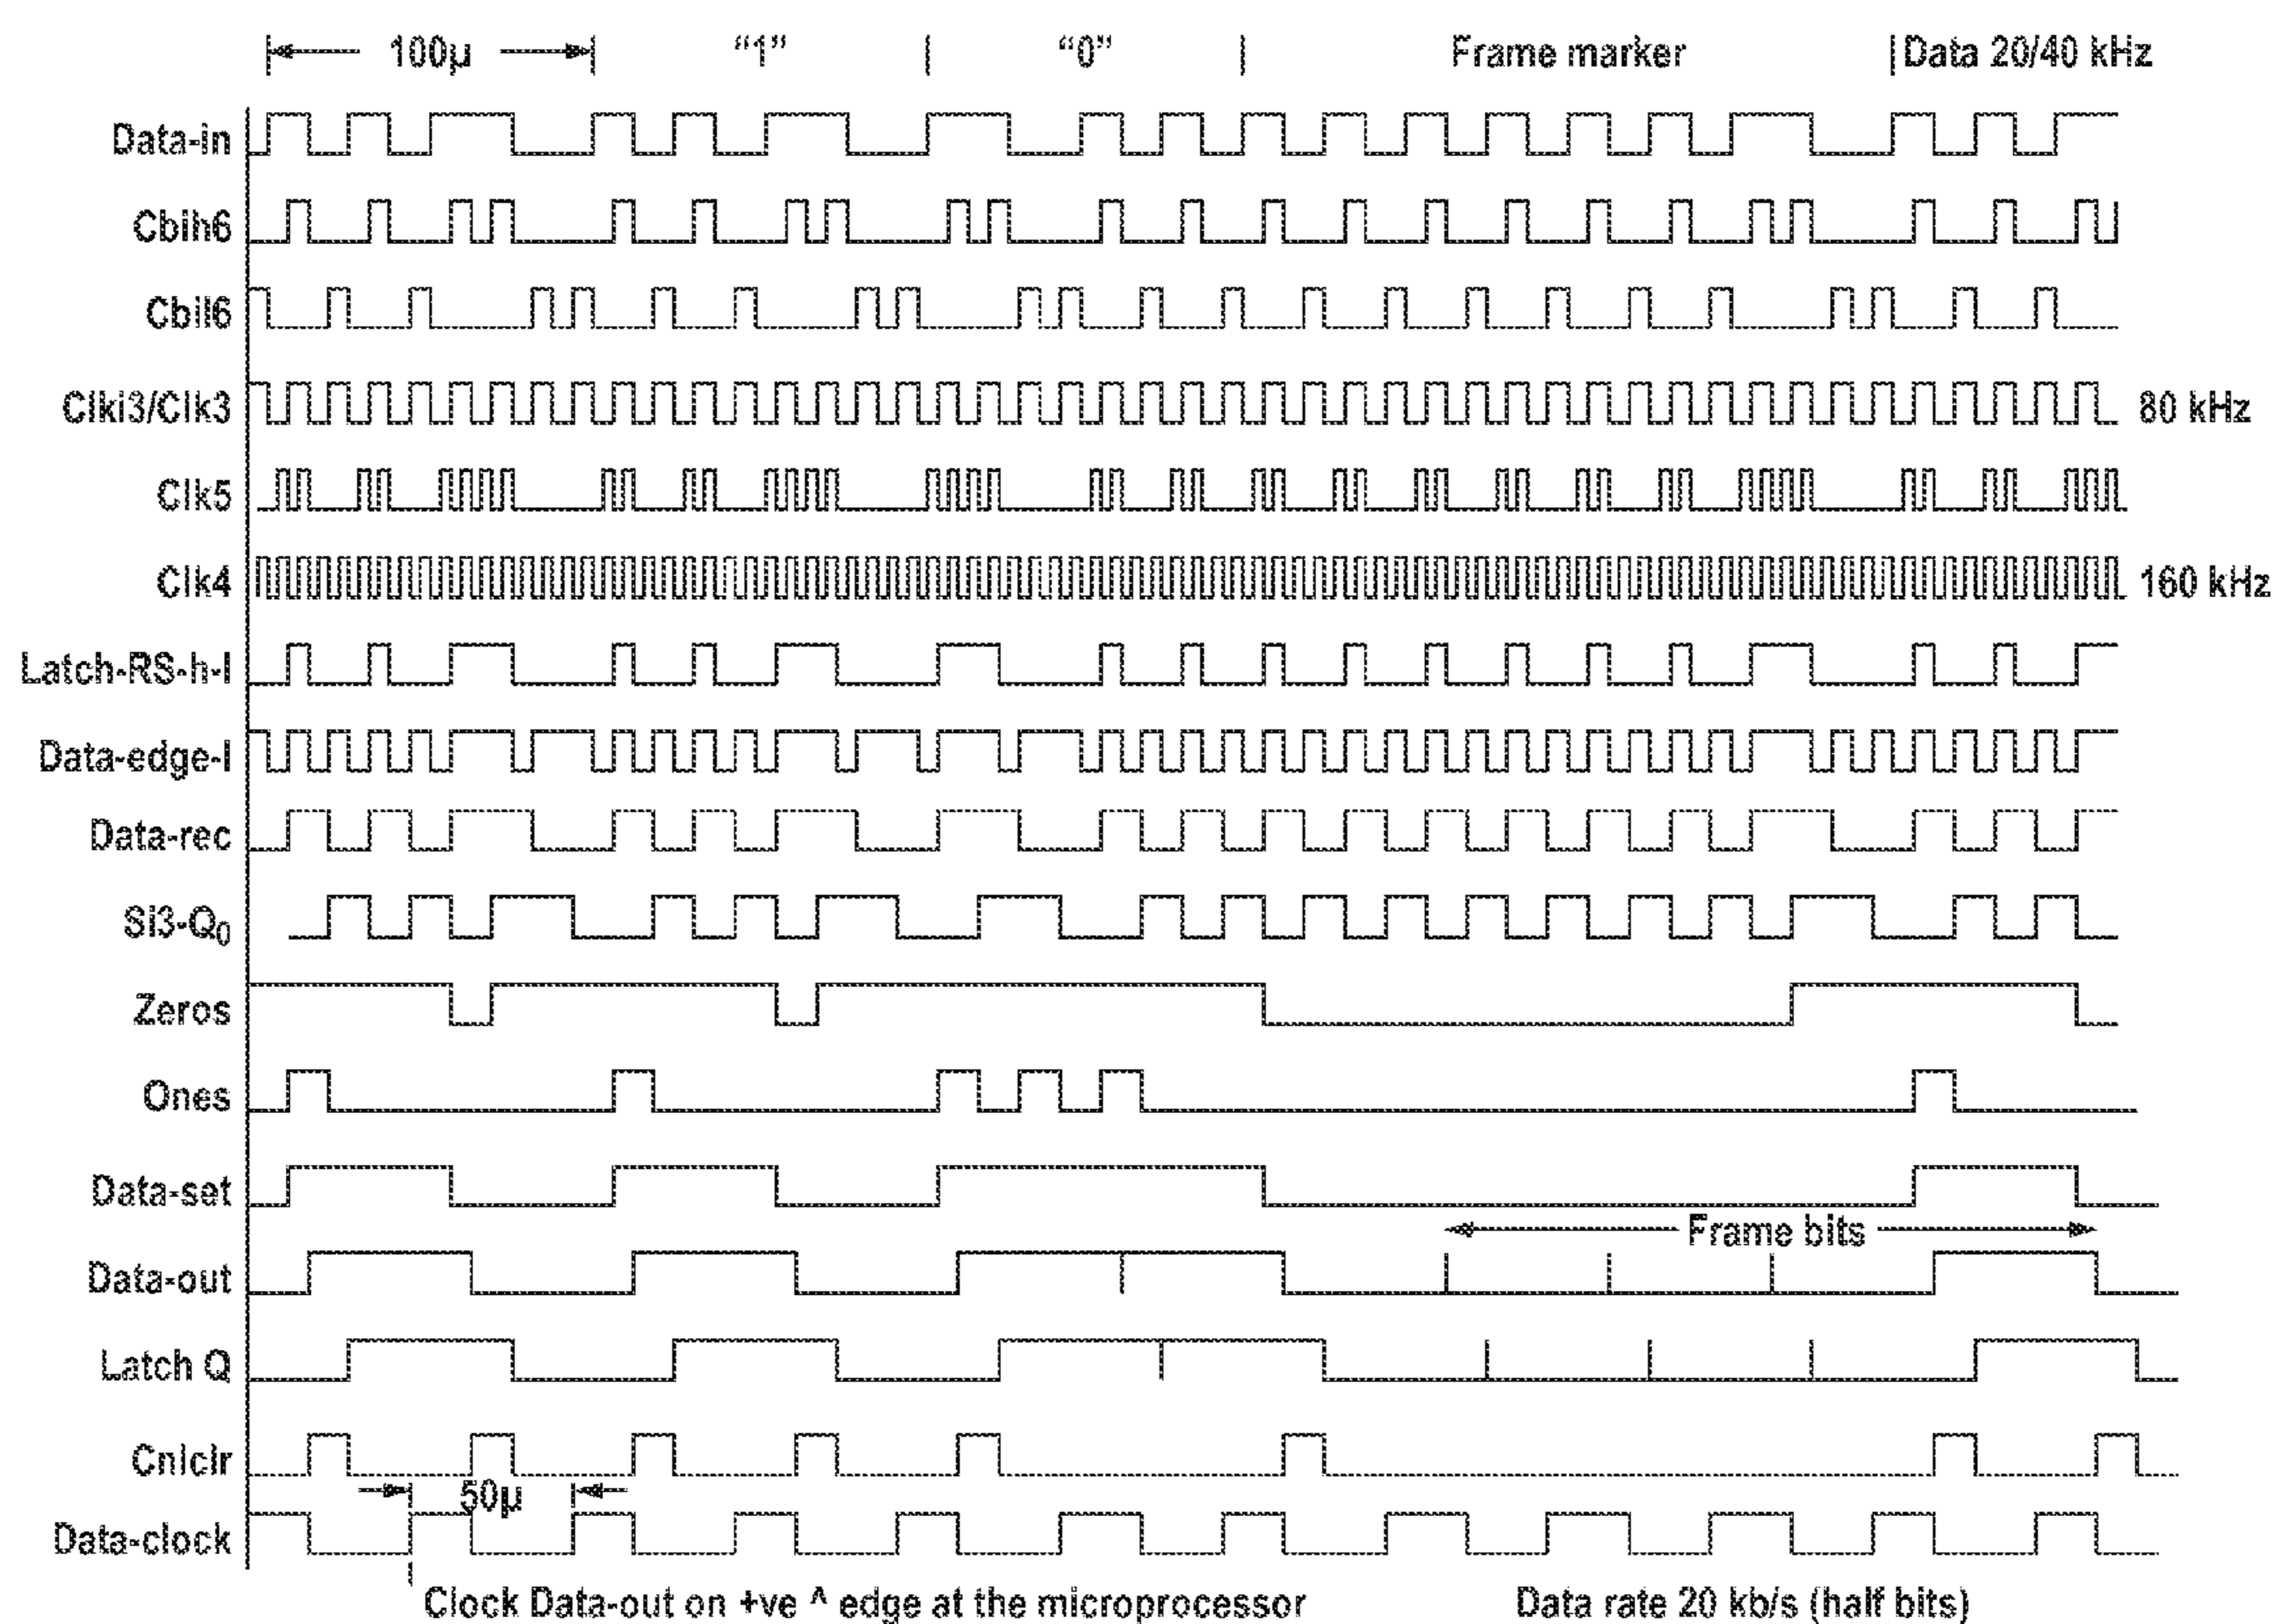 100µ "1" "0" Frame marker Data 20/40 kHz
Data-in
Cbih6
Cbil6
Clki3/Clk3 80 kHz
Clk5
Clk4 160 kHz
Latch-RS-h-l
Data-edge-l
Data-rec
Si3-Q0
Zeros
Ones
Data-set
Frame bits
Data-out
Latch Q
Cnlclr
50µ
Data-clock
Clock Data-out on +ve ^ edge at the microprocessor Data rate 20 kb/s (half bits)